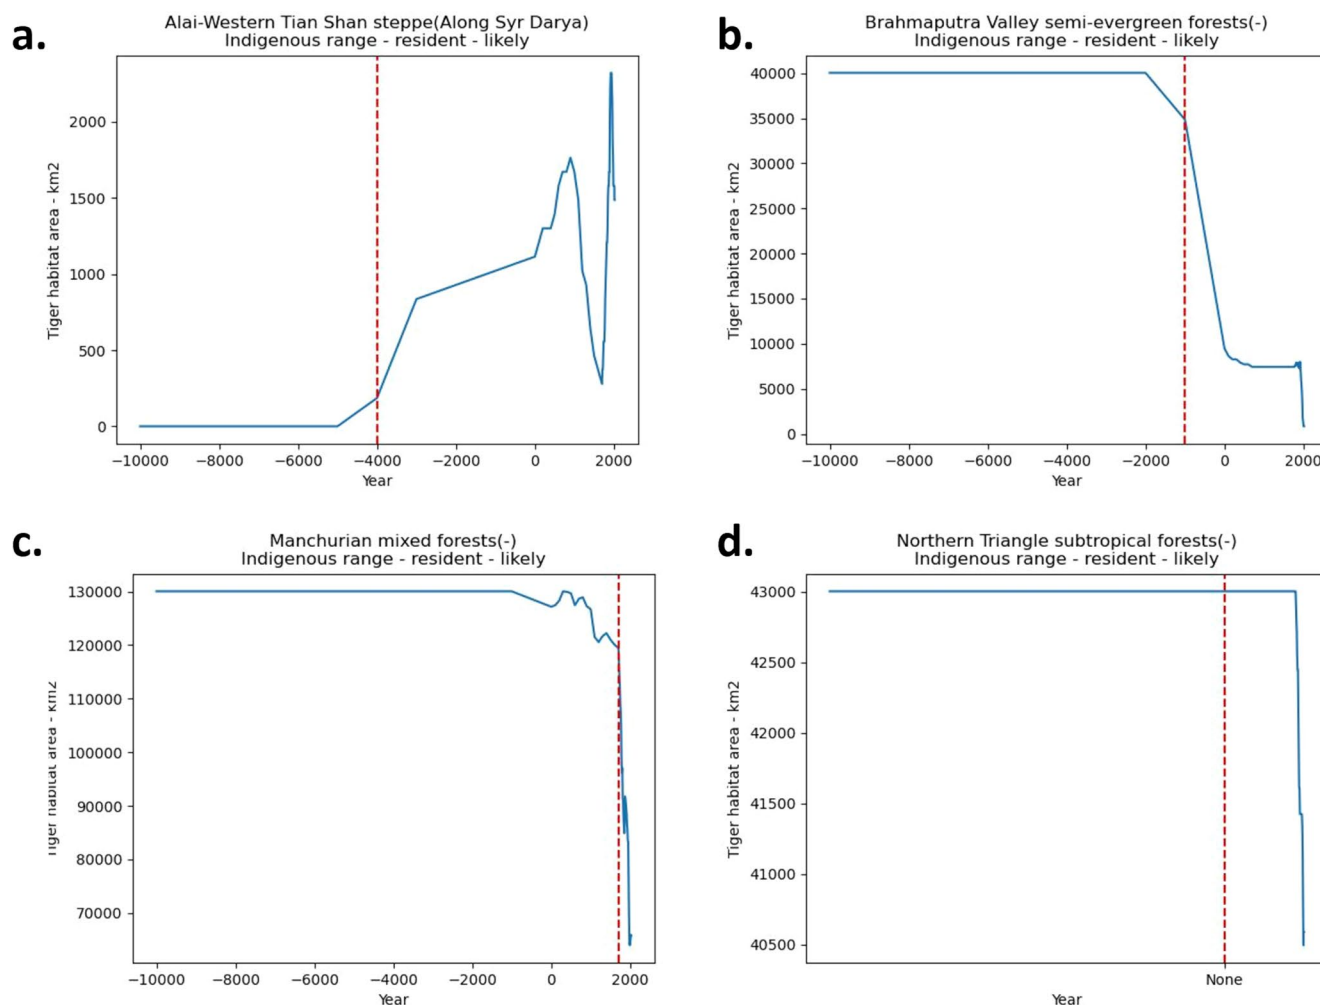 a.
Alai-Western Tian Shan steppe(Along Syr Darya)
Indigenous range - resident - likely
Tiger habitat area - km2
2000
1500
1000
500
0
−10000 −8000 −6000 −4000 −2000 0 2000
Year
b.
Brahmaputra Valley semi-evergreen forests(-)
Indigenous range - resident - likely
Tiger habitat area - km2
40000
35000
30000
25000
20000
15000
10000
5000
0
−10000 −8000 −6000 −4000 −2000 0 2000
Year
c.
Manchurian mixed forests(-)
Indigenous range - resident - likely
Tiger habitat area - km2
130000
120000
110000
100000
90000
80000
70000
−10000 −8000 −6000 −4000 −2000 0 2000
Year
d.
Northern Triangle subtropical forests(-)
Indigenous range - resident - likely
Tiger habitat area - km2
43000
42500
42000
41500
41000
40500
None
Year